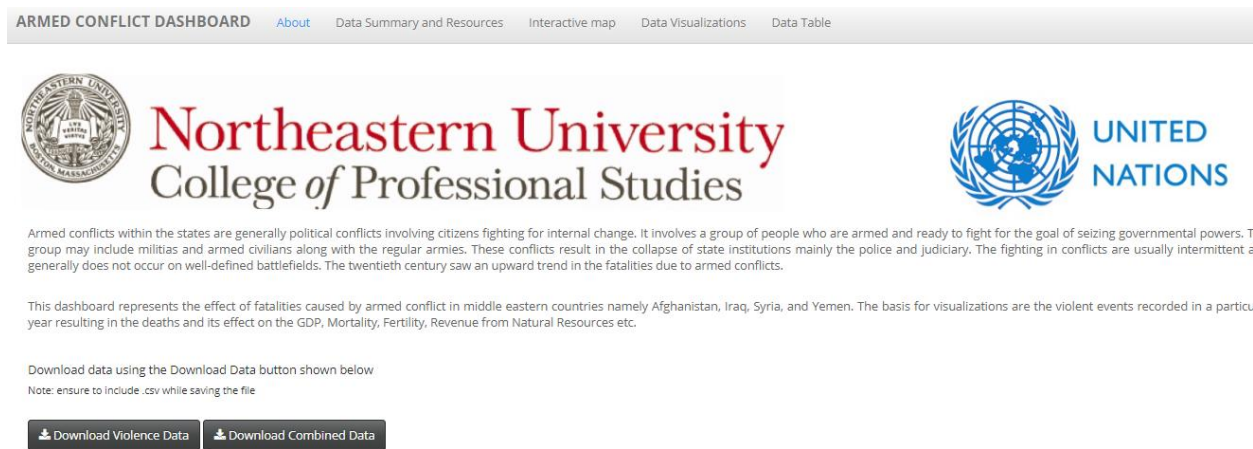 ARMED CONFLICT DASHBOARD About Data Summary and Resources Interactive map Data Visualizations Data Table
NORTHEASTERN UNIVERSITY
LUX VERITAS VIRTUS
BOSTON, MASSACHUSETTS
Northeastern University
College of Professional Studies
UNITED
NATIONS
Armed conflicts within the states are generally political conflicts involving citizens fighting for internal change. It involves a group of people who are armed and ready to fight for the goal of seizing governmental powers. T
group may include militias and armed civilians along with the regular armies. These conflicts result in the collapse of state institutions mainly the police and judiciary. The fighting in conflicts are usually intermittent a
generally does not occur on well-defined battlefields. The twentieth century saw an upward trend in the fatalities due to armed conflicts.
This dashboard represents the effect of fatalities caused by armed conflict in middle eastern countries namely Afghanistan, Iraq, Syria, and Yemen. The basis for visualizations are the violent events recorded in a particu
year resulting in the deaths and its effect on the GDP, Mortality, Fertility, Revenue from Natural Resources etc.
Download data using the Download Data button shown below
Note: ensure to include .csv while saving the file
Download Violence Data Download Combined Data